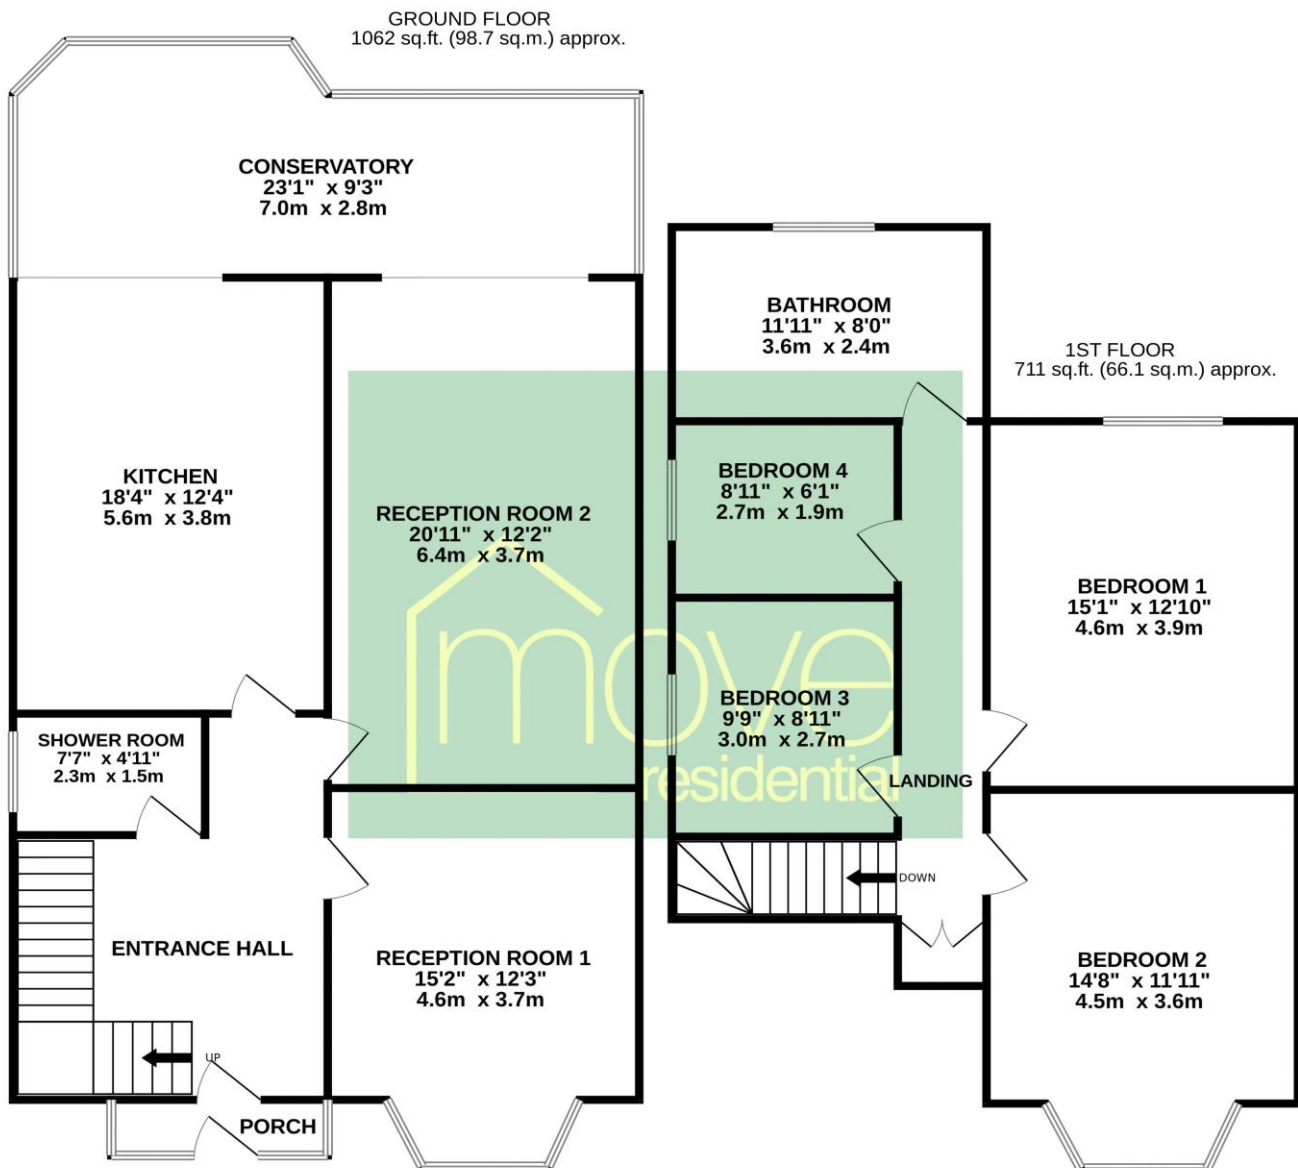 GROUND FLOOR
1062 sq.ft. (98.7 sq.m.) approx.
CONSERVATORY
23'1" x 9'3"
7.0m x 2.8m
KITCHEN
18'4" x 12'4"
5.6m x 3.8m
RECEPTION ROOM 2
20'11" x 12'2"
6.4m x 3.7m
SHOWER ROOM
7'7" x 4'11"
2.3m x 1.5m
ENTRANCE HALL
UP
RECEPTION ROOM 1
15'2" x 12'3"
4.6m x 3.7m
PORCH
1ST FLOOR
711 sq.ft. (66.1 sq.m.) approx.
BATHROOM
11'11" x 8'0"
3.6m x 2.4m
BEDROOM 4
8'11" x 6'1"
2.7m x 1.9m
BEDROOM 1
15'1" x 12'10"
4.6m x 3.9m
BEDROOM 3
9'9" x 8'11"
3.0m x 2.7m
LANDING
DOWN
BEDROOM 2
14'8" x 11'11"
4.5m x 3.6m
move
residential